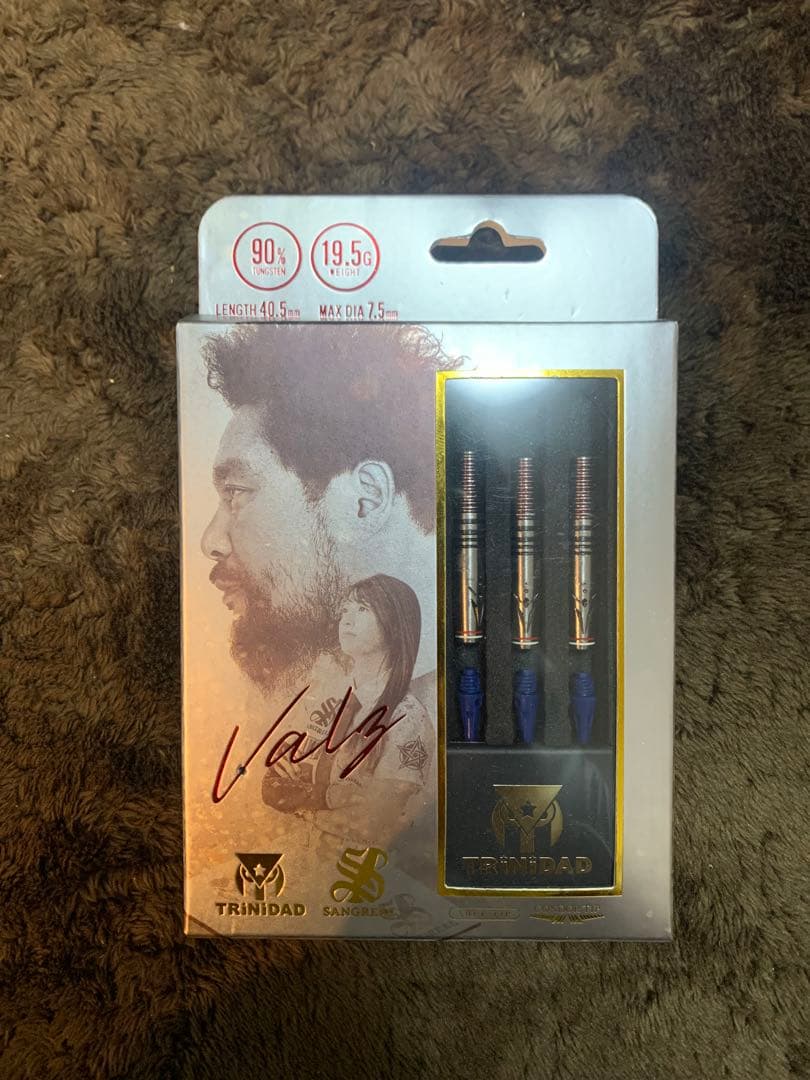 90%
TUNGSTEN
19.5G
WEIGHT
LENGTH 40.5mm MAX DIA 7.5mm
Valz
TRiNiDAD
TRiNiDAD
SANGRE